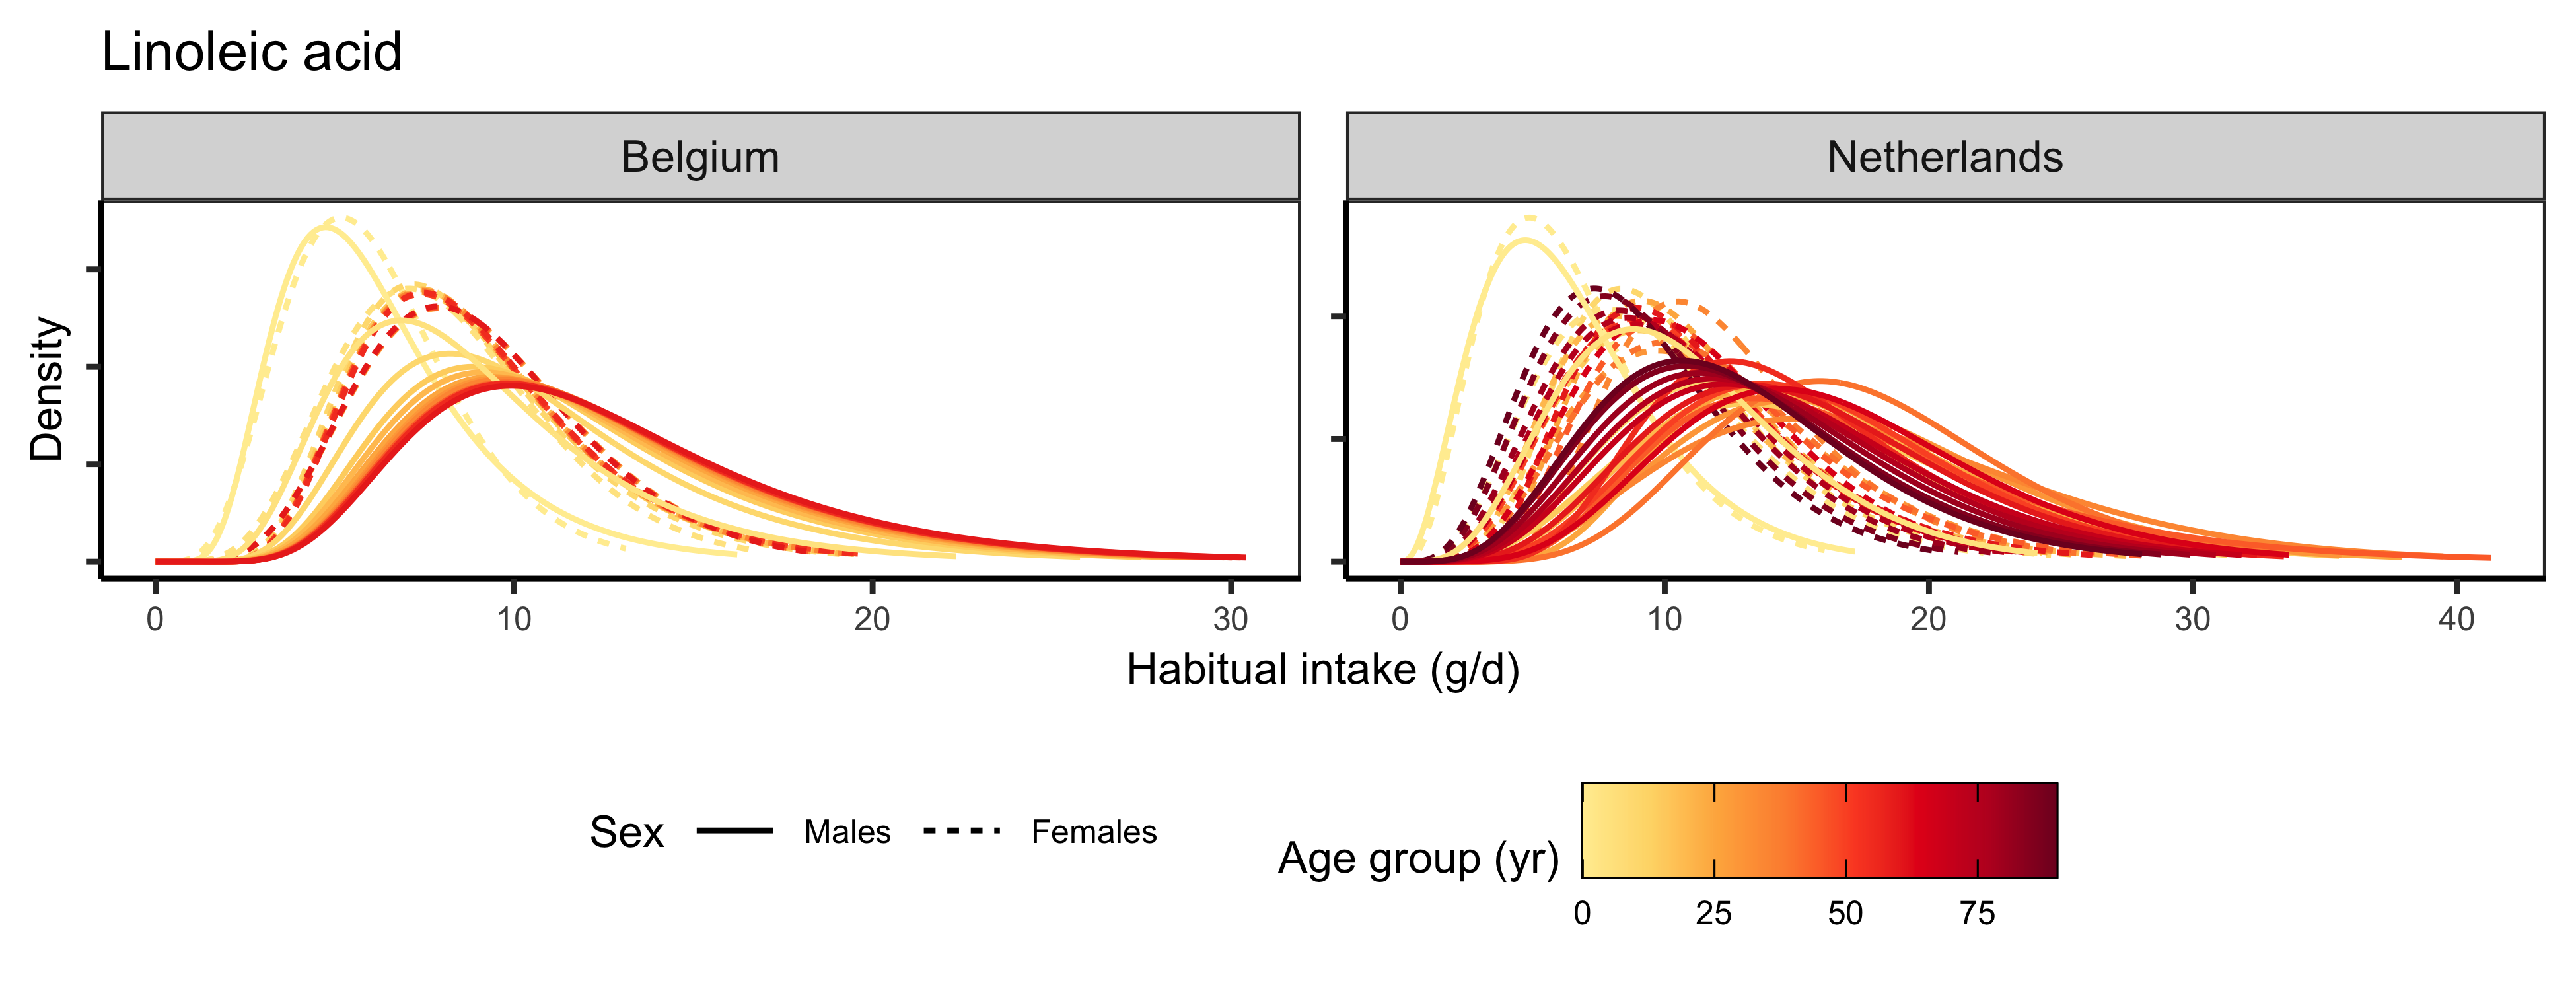 Linoleic acid
Belgium
Netherlands
Density
0 10 20 30
0 10 20 30 40
Habitual intake (g/d)
Sex Males Females
Age group (yr)
0 25 50 75